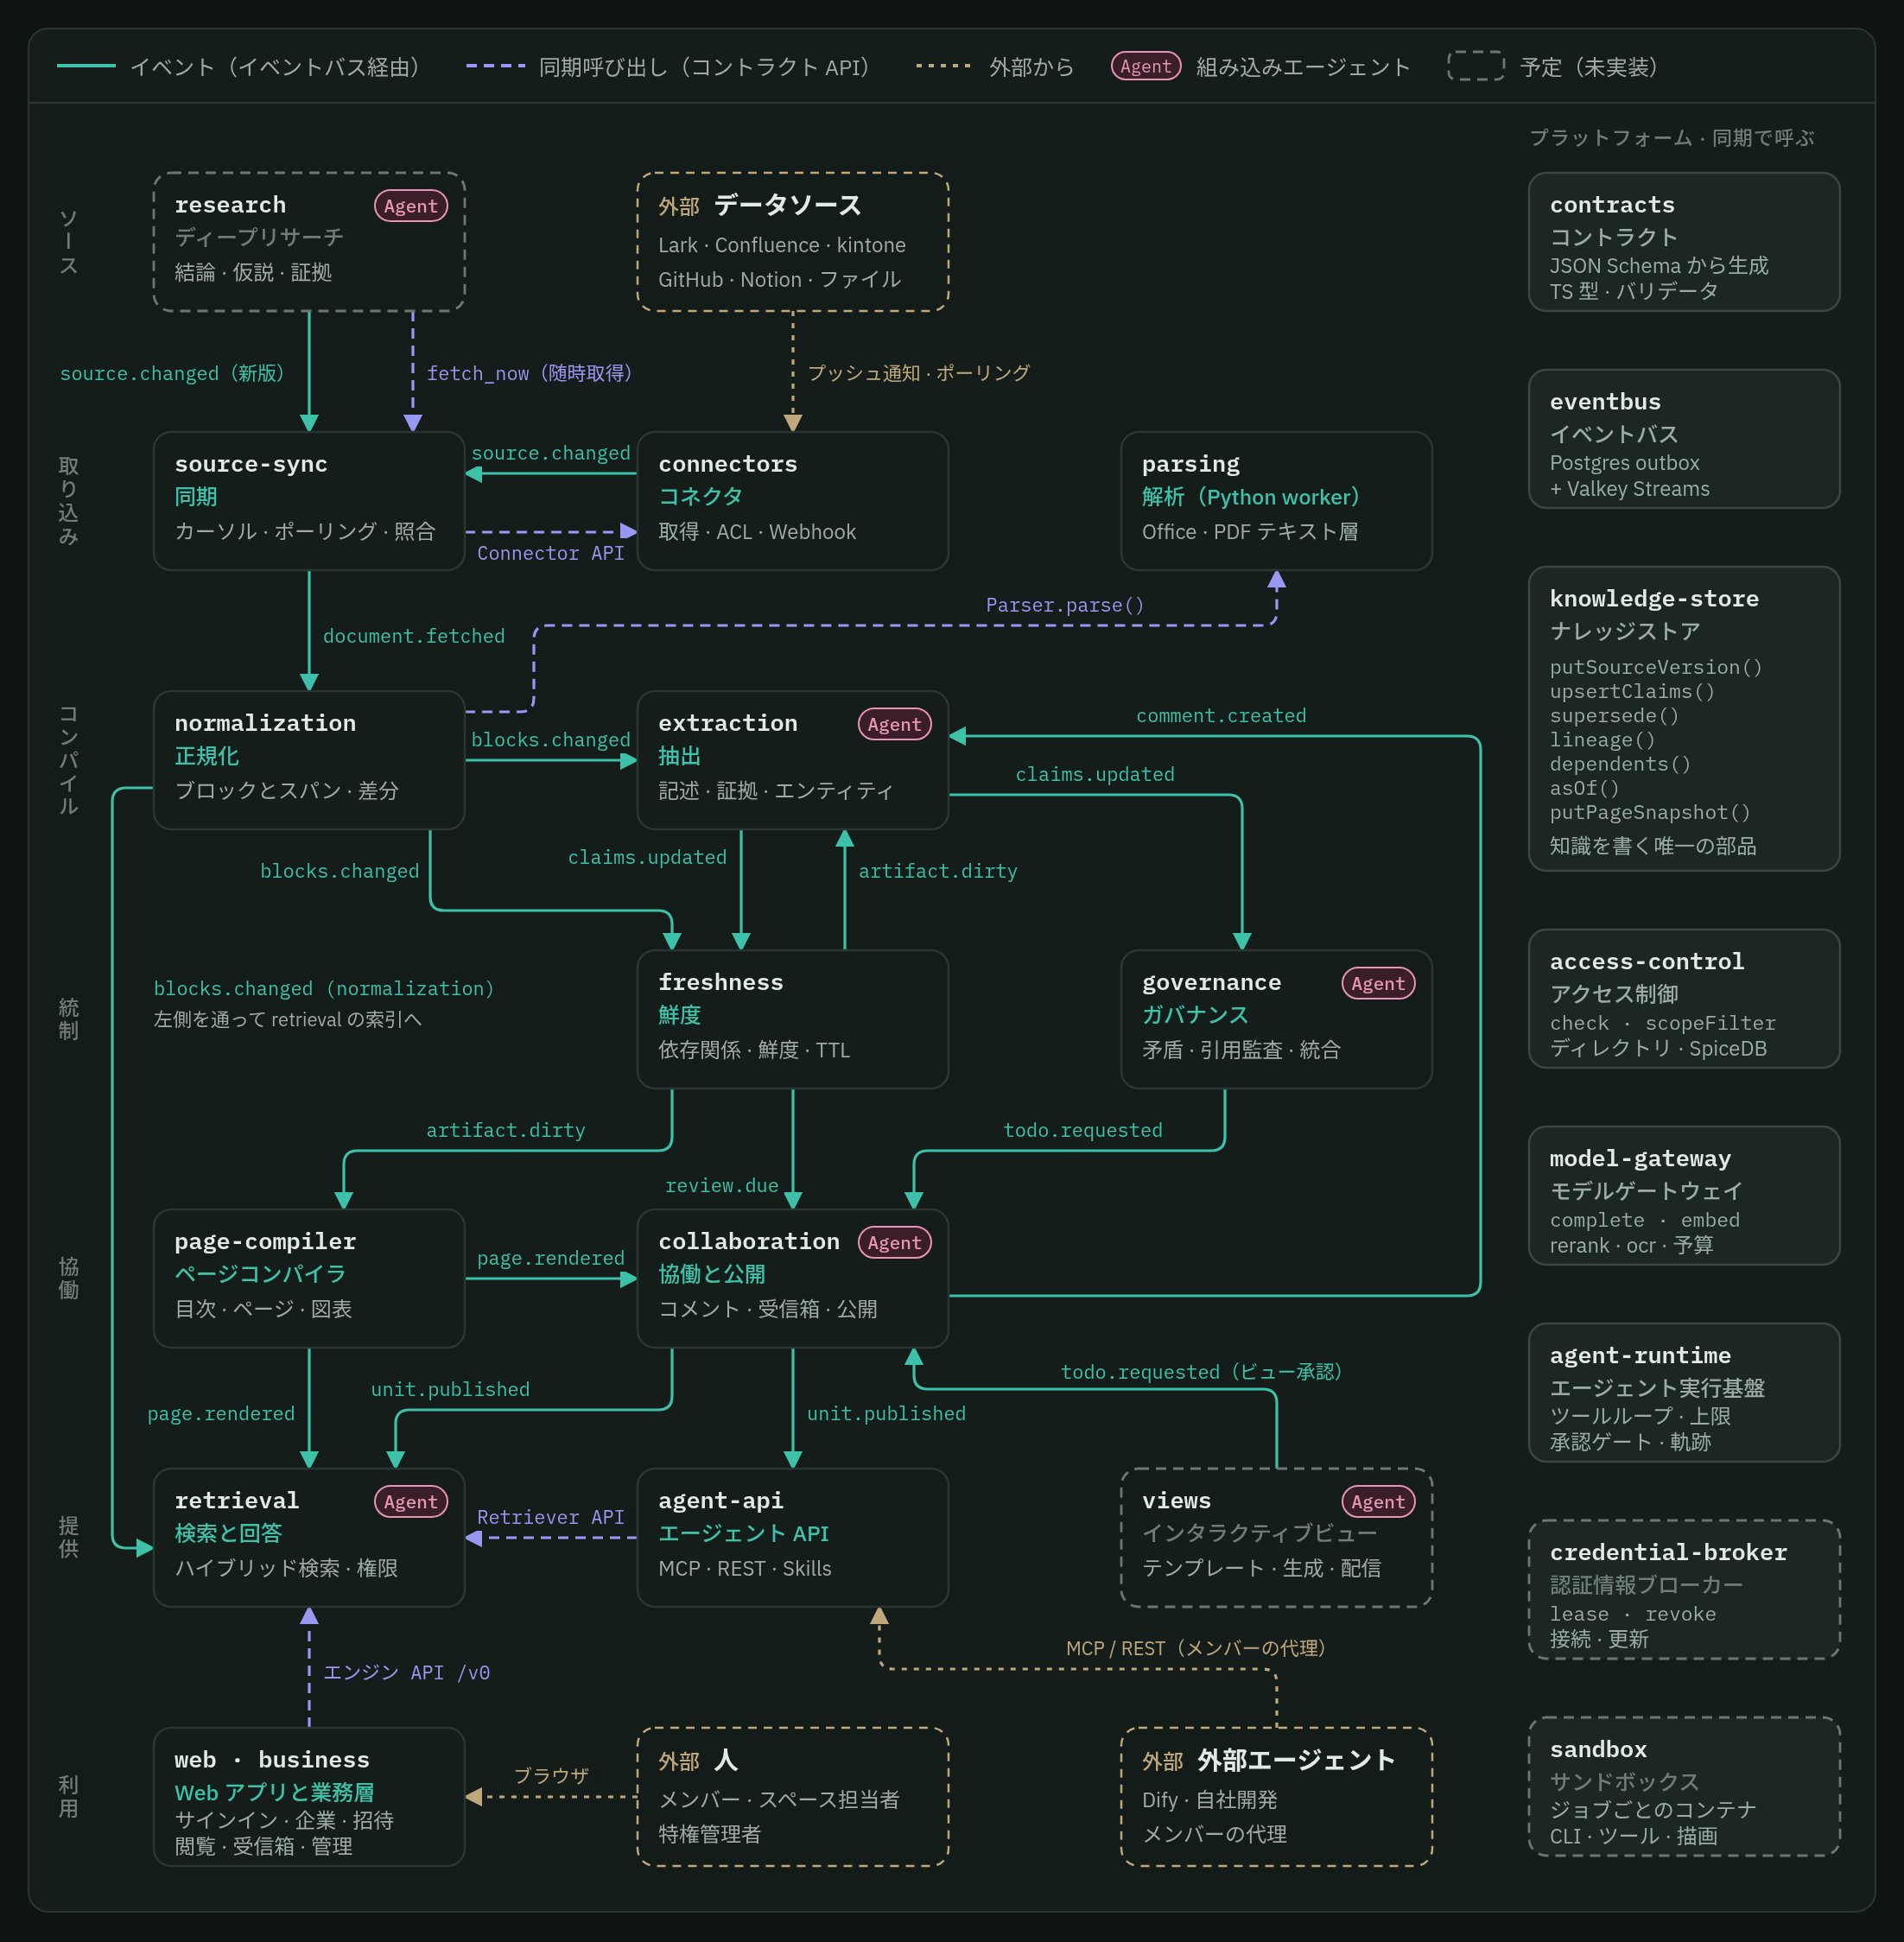 イベント（イベントバス経由）
同期呼び出し（コントラクト API）
外部から
Agent 組み込みエージェント
予定（未実装）
プラットフォーム · 同期で呼ぶ
ソース
research
Agent
ディープリサーチ
結論 · 仮説 · 証拠
外部 データソース
Lark · Confluence · kintone
GitHub · Notion · ファイル
contracts
コントラクト
JSON Schema から生成
TS 型 · バリデータ
source.changed（新版）
fetch_now（随時取得）
プッシュ通知 · ポーリング
eventbus
イベントバス
Postgres outbox
+ Valkey Streams
取り込み
source-sync
同期
カーソル · ポーリング · 照合
source.changed
Connector API
connectors
コネクタ
取得 · ACL · Webhook
parsing
解析（Python worker）
Office · PDF テキスト層
Parser.parse()
document.fetched
knowledge-store
ナレッジストア
putSourceVersion()
upsertClaims()
supersede()
lineage()
dependents()
asOf()
putPageSnapshot()
知識を書く唯一の部品
コンパイル
normalization
正規化
ブロックとスパン · 差分
blocks.changed
extraction
Agent
抽出
記述 · 証拠 · エンティティ
comment.created
claims.updated
blocks.changed
claims.updated
artifact.dirty
統制
blocks.changed (normalization)
左側を通って retrieval の索引へ
freshness
鮮度
依存関係 · 鮮度 · TTL
governance
Agent
ガバナンス
矛盾 · 引用監査 · 統合
access-control
アクセス制御
check · scopeFilter
ディレクトリ · SpiceDB
artifact.dirty
review.due
todo.requested
model-gateway
モデルゲートウェイ
complete · embed
rerank · ocr · 予算
協働
page-compiler
ページコンパイラ
目次 · ページ · 図表
page.rendered
collaboration
Agent
協働と公開
コメント · 受信箱 · 公開
page.rendered
unit.published
unit.published
todo.requested（ビュー承認）
agent-runtime
エージェント実行基盤
ツールループ · 上限
承認ゲート · 軌跡
提供
retrieval
Agent
検索と回答
ハイブリッド検索 · 権限
Retriever API
agent-api
エージェント API
MCP · REST · Skills
views
Agent
インタラクティブビュー
テンプレート · 生成 · 配信
credential-broker
認証情報ブローカー
lease · revoke
接続 · 更新
エンジン API /v0
MCP / REST（メンバーの代理）
利用
web · business
Web アプリと業務層
サインイン · 企業 · 招待
閲覧 · 受信箱 · 管理
ブラウザ
外部 人
メンバー · スペース担当者
特権管理者
外部 外部エージェント
Dify · 自社開発
メンバーの代理
sandbox
サンドボックス
ジョブごとのコンテナ
CLI · ツール · 描画